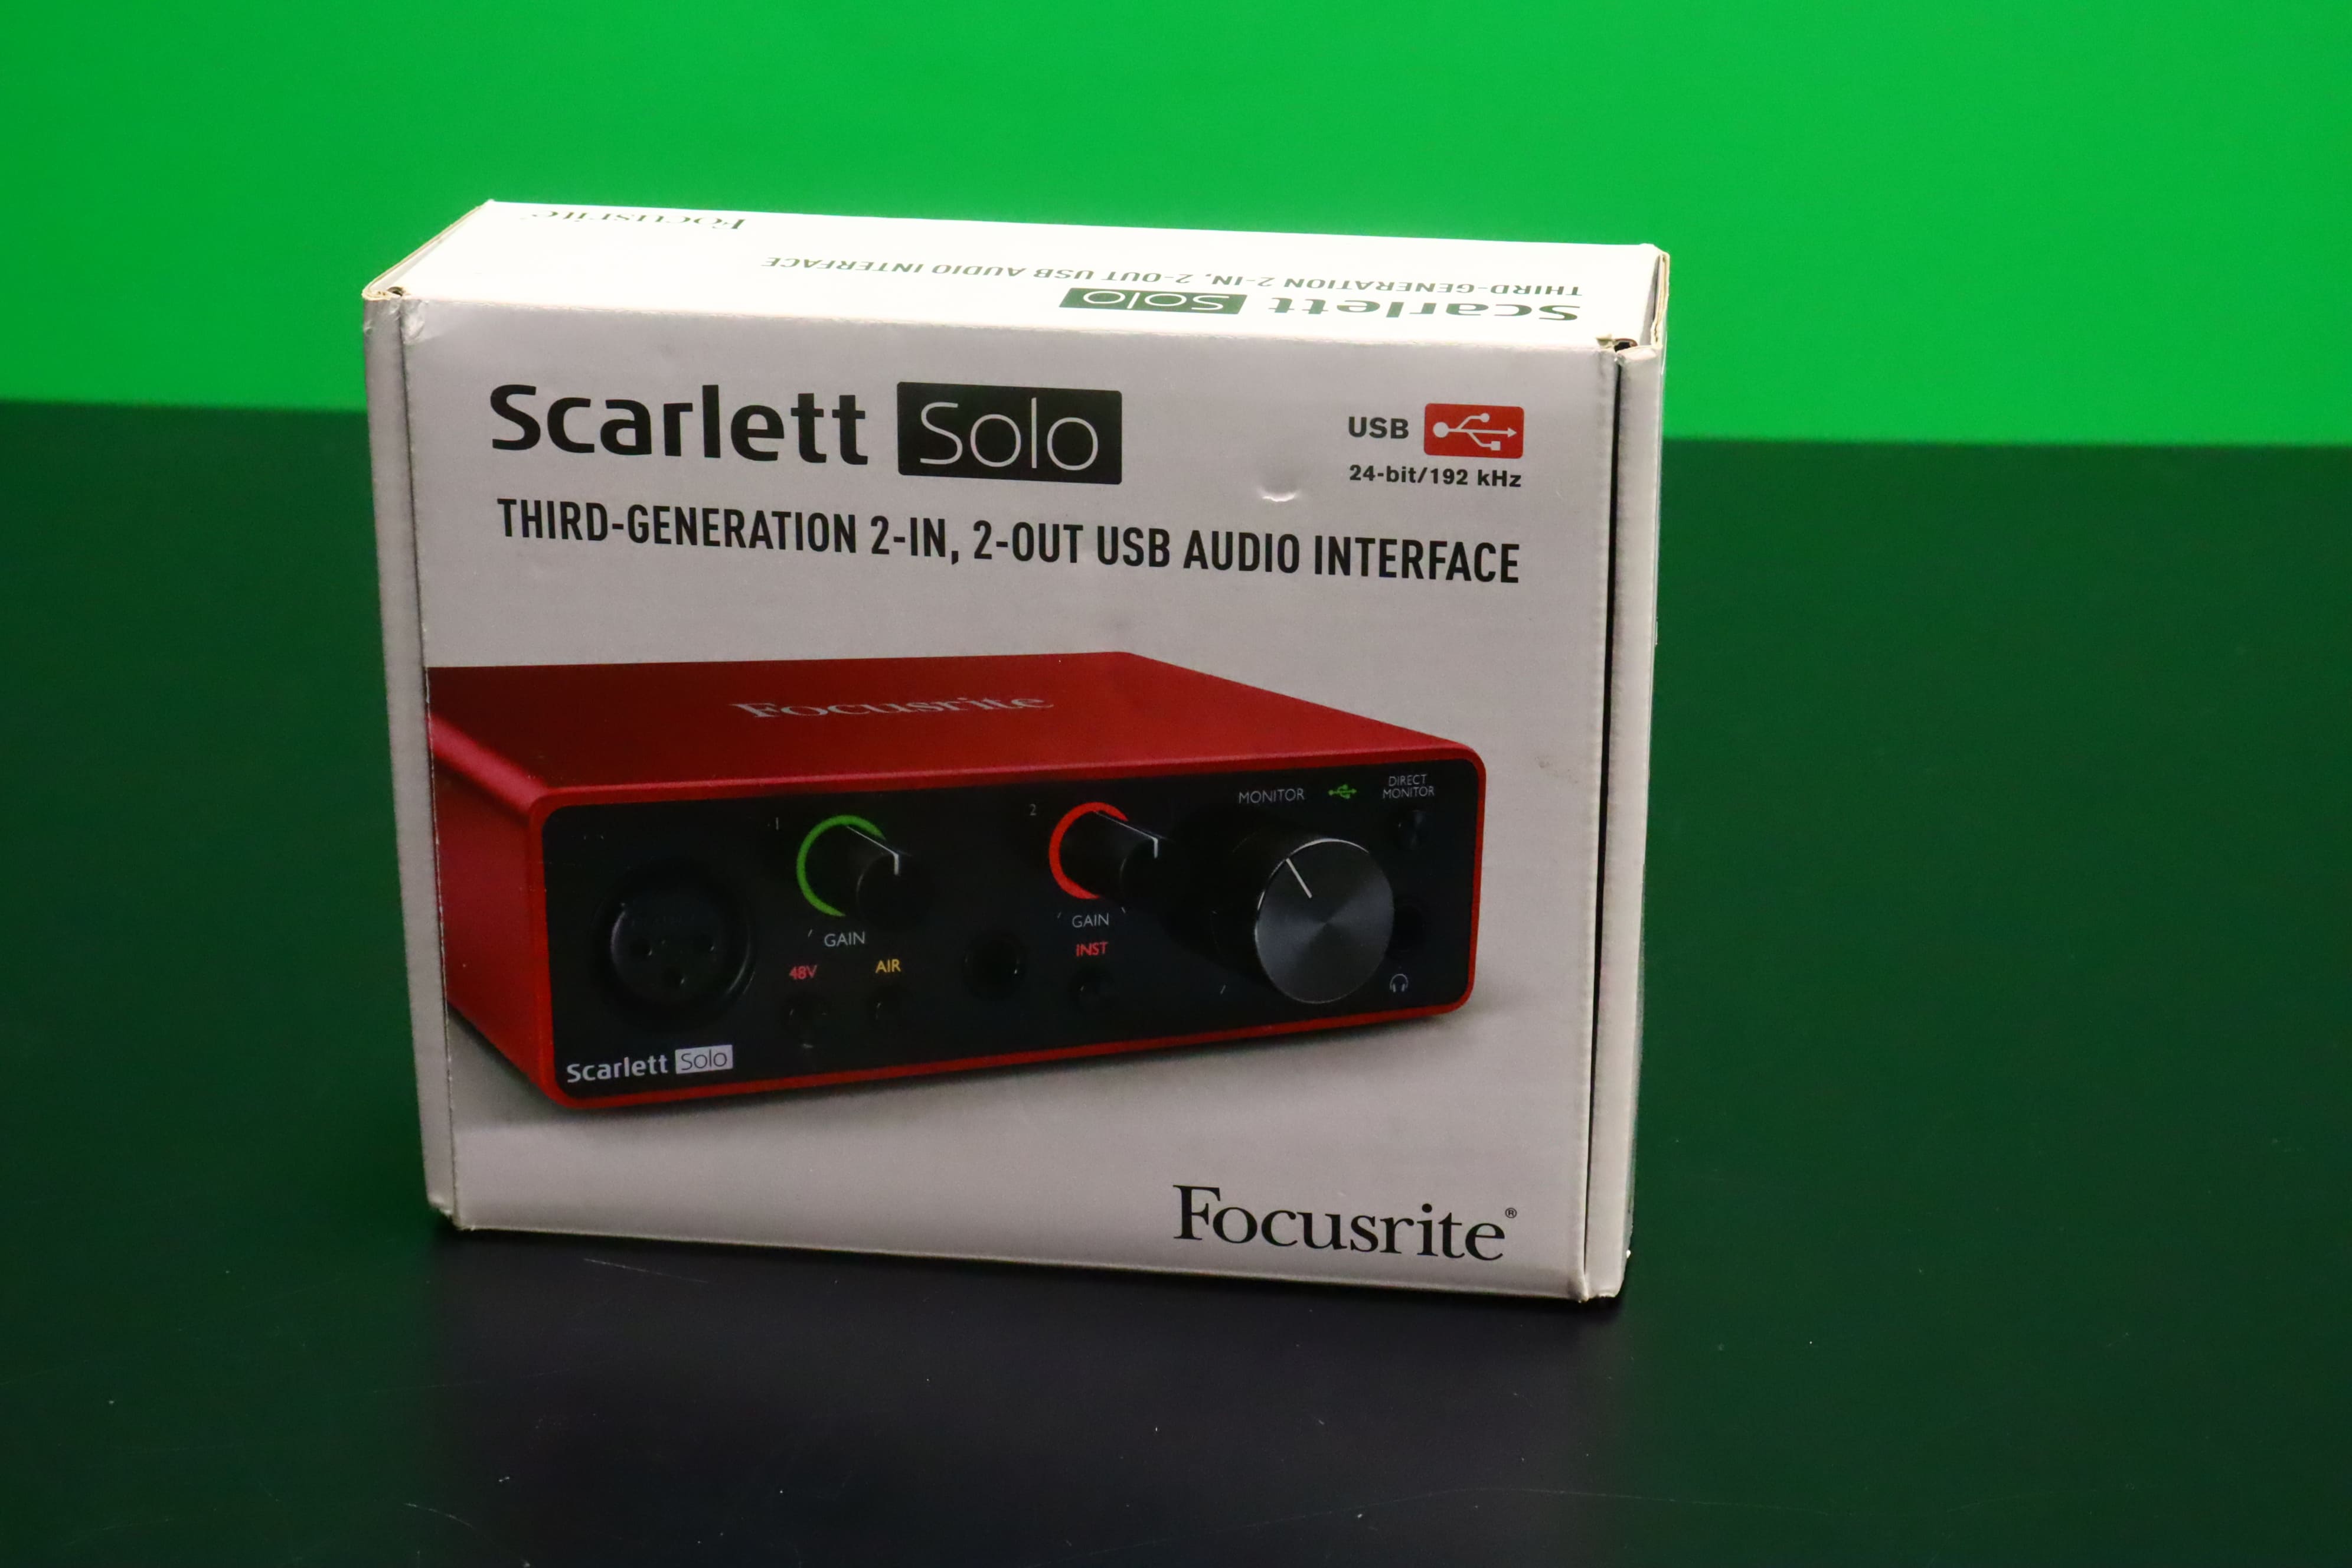 Focusrite
THIRD-GENERATION 2-IN, 2-OUT USB AUDIO INTERFACE
Scarlett Solo
Scarlett Solo
USB
24-bit/192 kHz
THIRD-GENERATION 2-IN, 2-OUT USB AUDIO INTERFACE
Focusrite
MONITOR
DIRECT
MONITOR
1
2
GAIN
GAIN
48V
AIR
INST
Scarlett Solo
Focusrite®